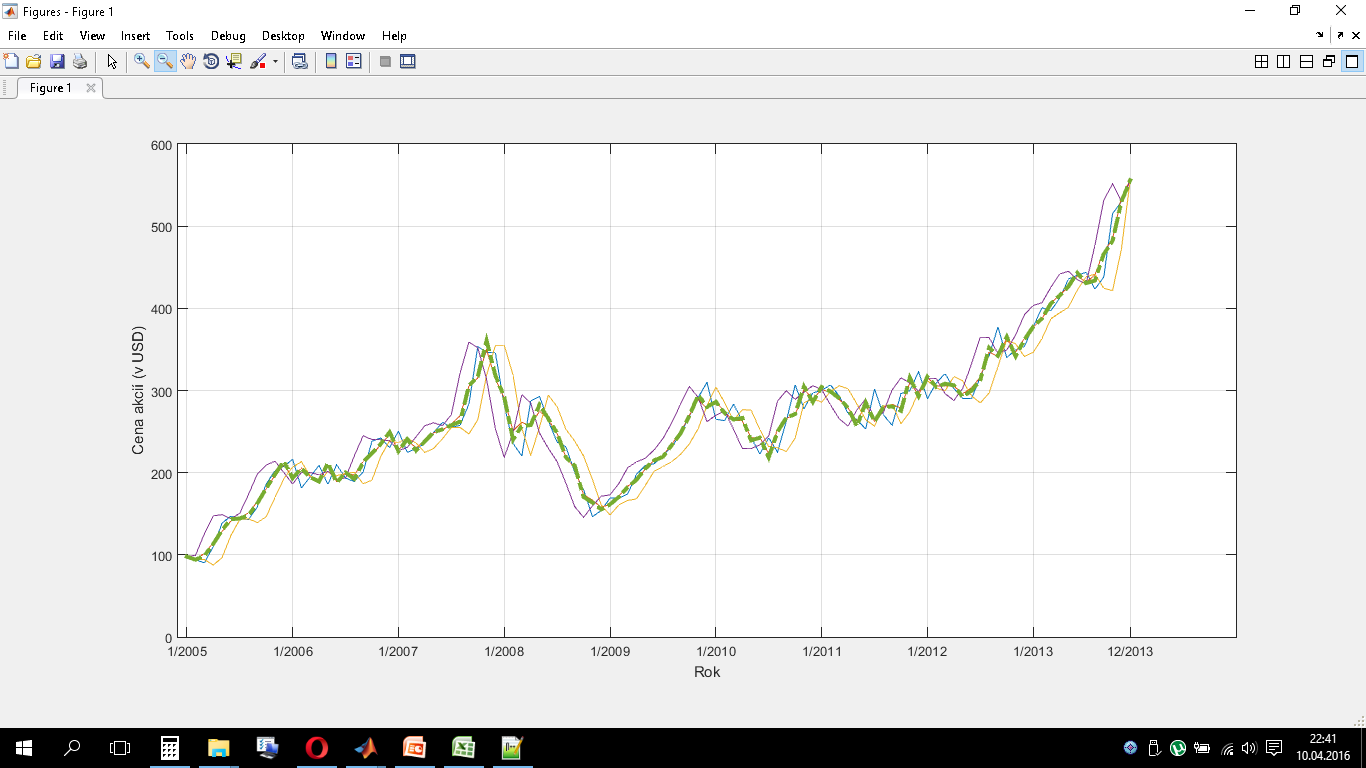 Figures - Figure 1
File Edit View Insert Tools Debug Desktop Window Help
Figure 1
600
500
400
300
200
100
0
Cena akcií (v USD)
1/2005 1/2006 1/2007 1/2008 1/2009 1/2010 1/2011 1/2012 1/2013 12/2013
Rok
22:41
10.04.2016